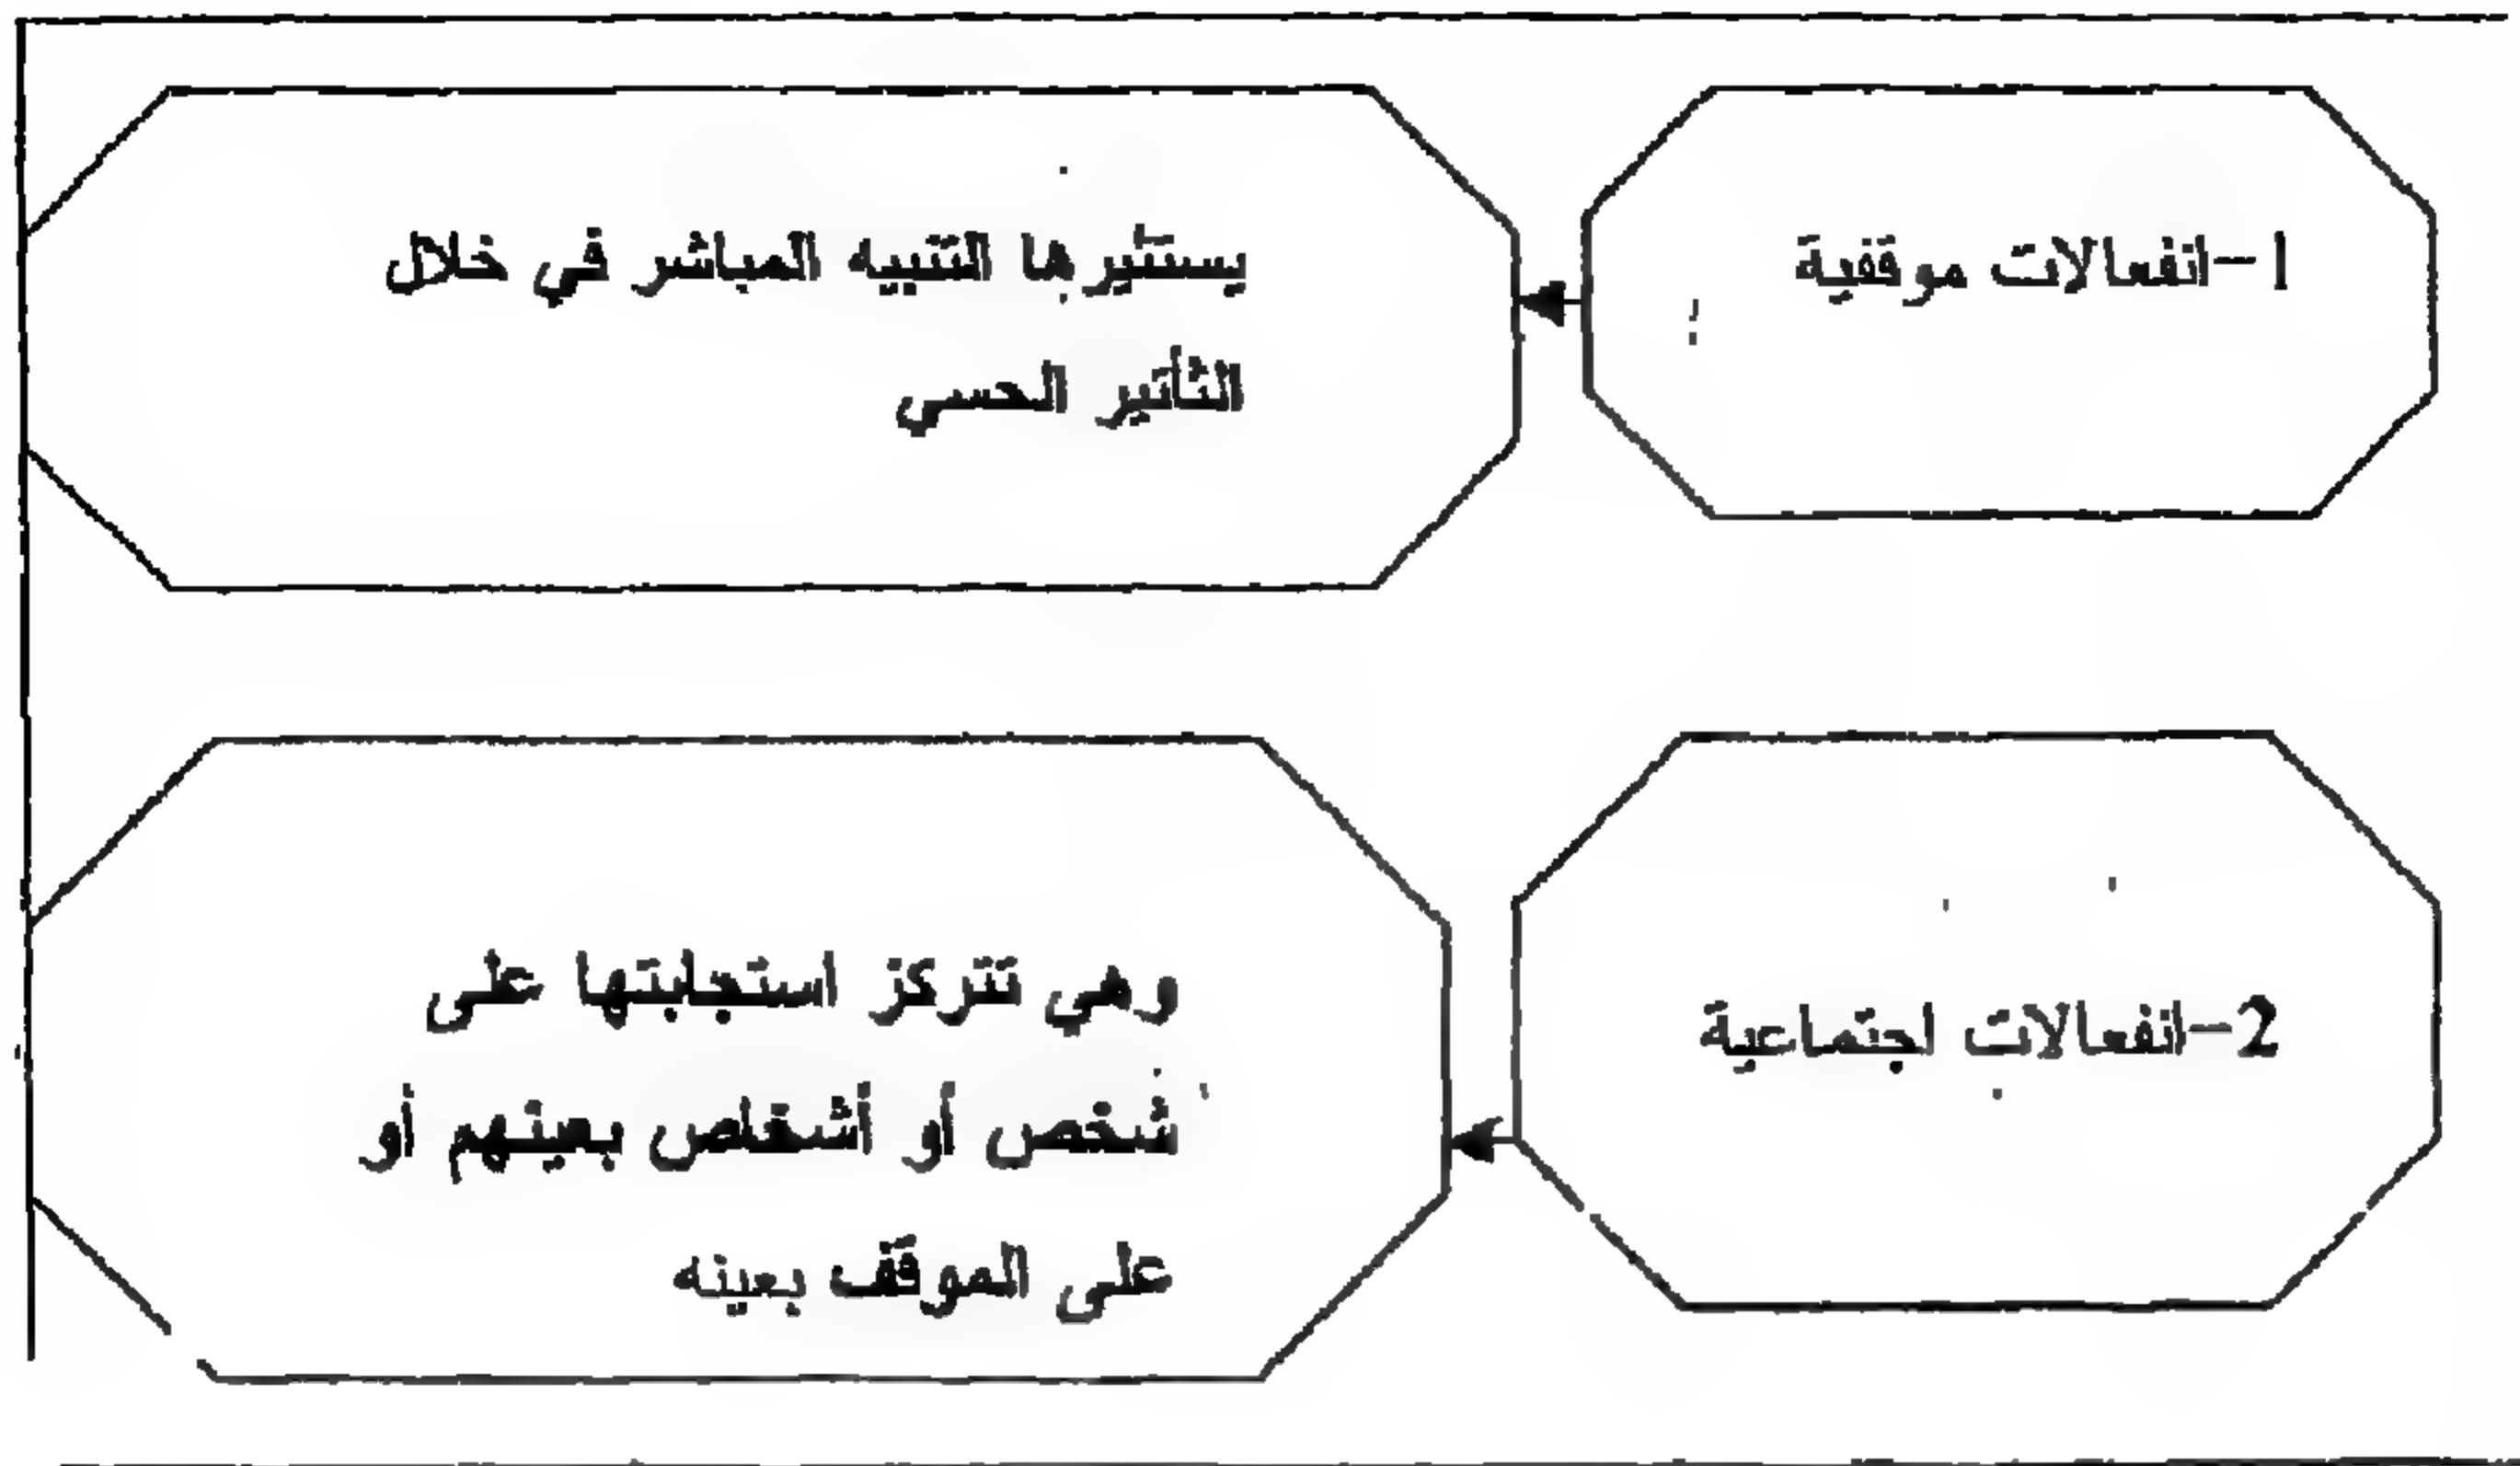 1-انفعالات موقفية
يستثيرها التنبيه المباشر في خلال
التأثير الحسي
2-انفعالات اجتماعية
وهي تتركز استجابتها على
شخص أو أشخاص بعينهم أو
على الموقف بعينه